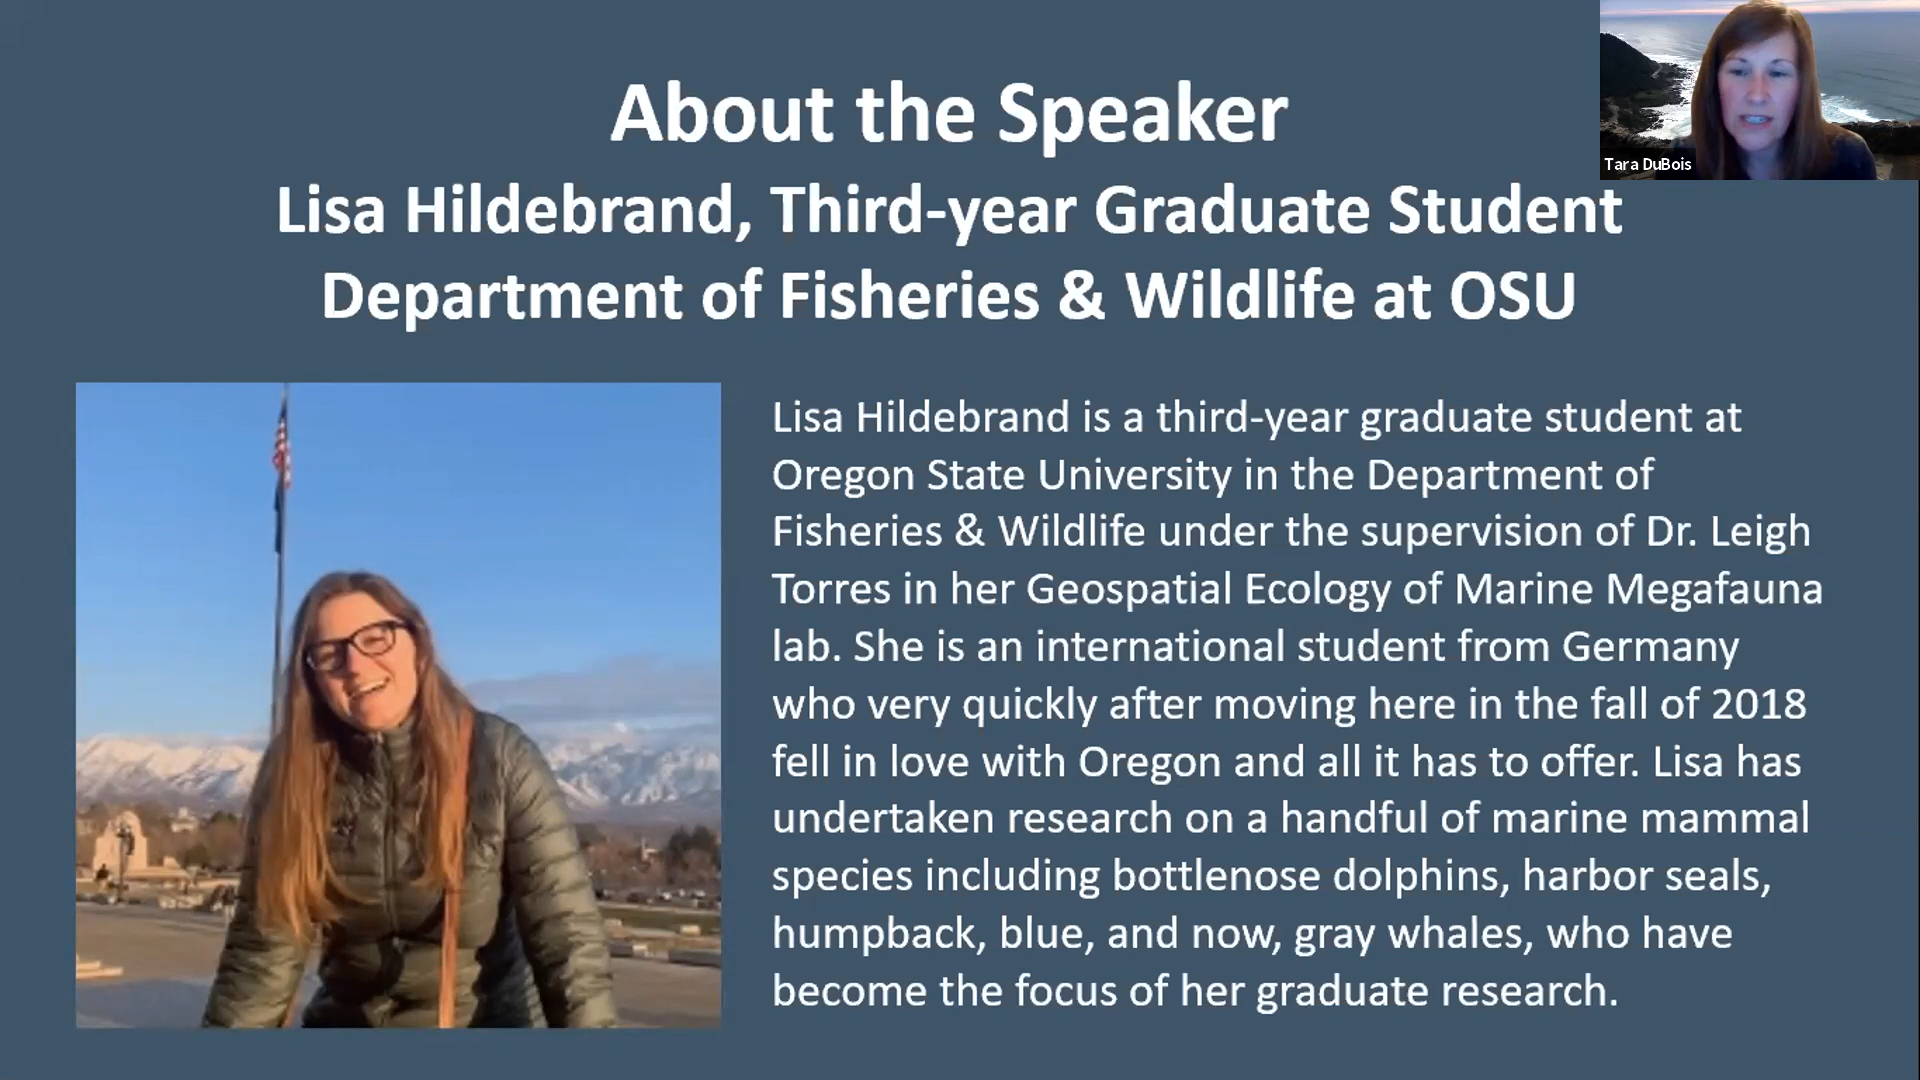 About the Speaker
Lisa Hildebrand, Third-year Graduate Student
Department of Fisheries & Wildlife at OSU
Tara DuBois
Lisa Hildebrand is a third-year graduate student at
Oregon State University in the Department of
Fisheries & Wildlife under the supervision of Dr. Leigh
Torres in her Geospatial Ecology of Marine Megafauna
lab. She is an international student from Germany
who very quickly after moving here in the fall of 2018
fell in love with Oregon and all it has to offer. Lisa has
undertaken research on a handful of marine mammal
species including bottlenose dolphins, harbor seals,
humpback, blue, and now, gray whales, who have
become the focus of her graduate research.